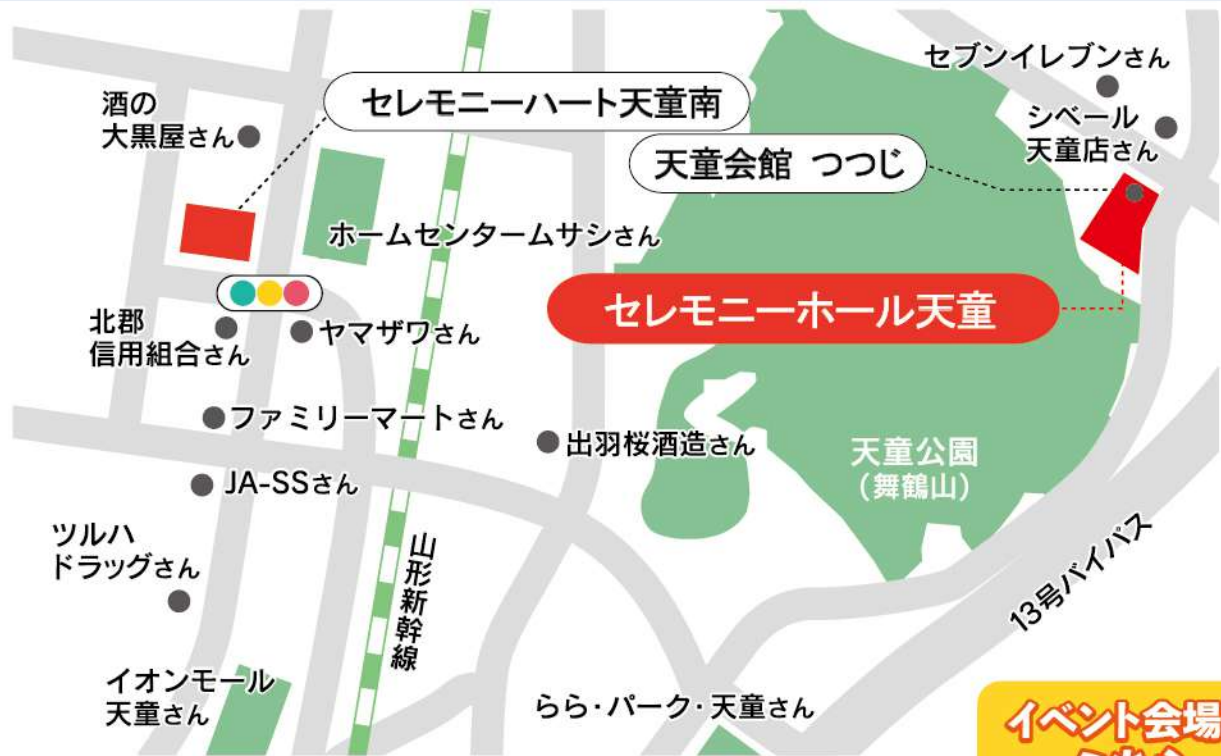 セブンイレブンさん
酒の
大黒屋さん
セレモニーハート天童南
シベール
天童店さん
天童会館 つつじ
ホームセンタームサシさん
セレモニーホール天童
北郡
信用組合さん
ヤマザワさん
ファミリーマートさん
出羽桜酒造さん
天童公園
(舞鶴山)
JA-SSさん
ツルハ
ドラッグさん
山形新幹線
13号バイパス
イオンモール
天童さん
らら・パーク・天童さん
イベント会場